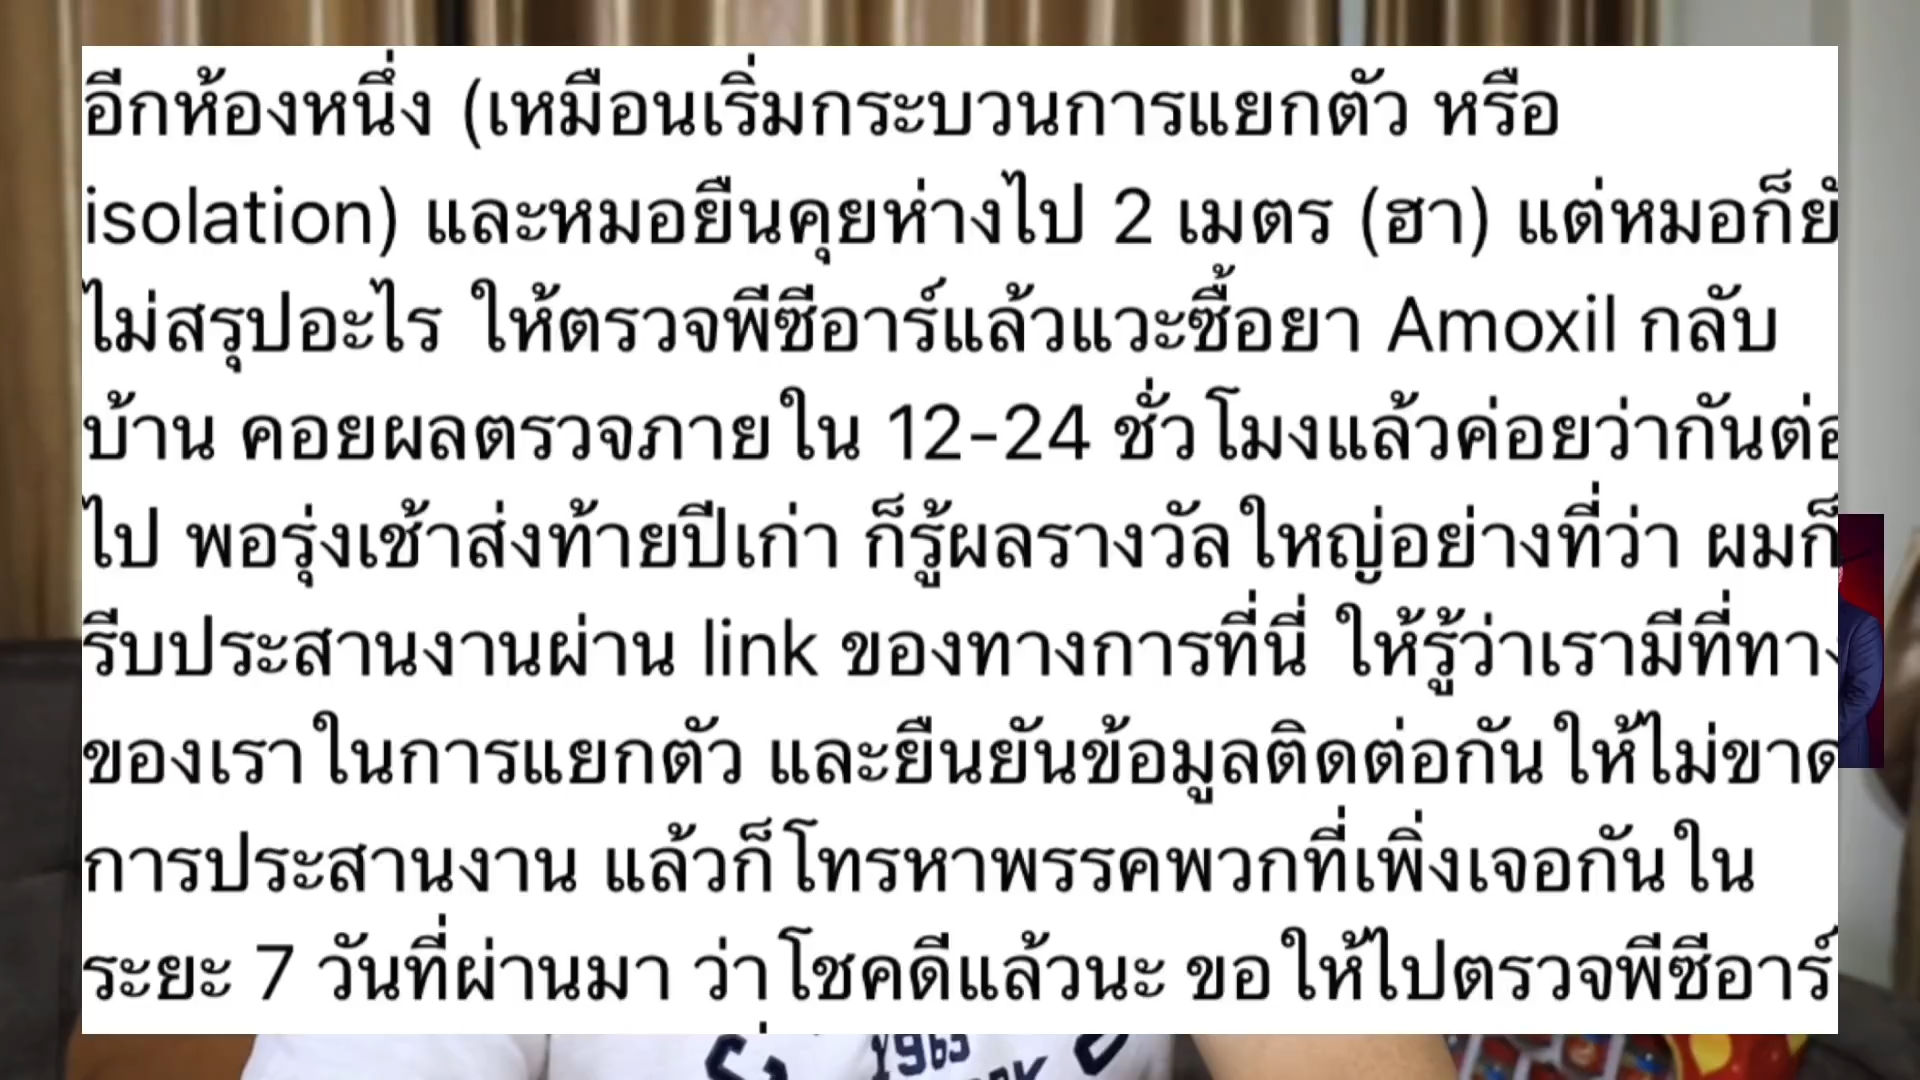 อีกห้องหนึ่ง (เหมือนเริ่มกระบวนการแยกตัว หรือ
isolation) และหมอยืนคุยห่างไป 2 เมตร (ฮา) แต่หมอก็ยั
ไม่สรุปอะไร ให้ตรวจพีซีอาร์แล้วแวะซื้อยา Amoxil กลับ
บ้าน คอยผลตรวจภายใน 12-24 ชั่วโมงแล้วค่อยว่ากันต่อ
ไป พอรุ่งเช้าส่งท้ายปีเก่า ก็รู้ผลรางวัลใหญ่อย่างที่ว่า ผมก็
รีบประสานงานผ่าน link ของทางการที่นี่ ให้รู้ว่าเรามีที่ทาง
ของเราในการแยกตัว และยืนยันข้อมูลติดต่อกันให้ไม่ขาด
การประสานงาน แล้วก็โทรหาพรรคพวกที่เพิ่งเจอกันใน
ระยะ 7 วันที่ผ่านมา ว่าโชคดีแล้วนะ ขอให้ไปตรวจพีซีอาร์
1965